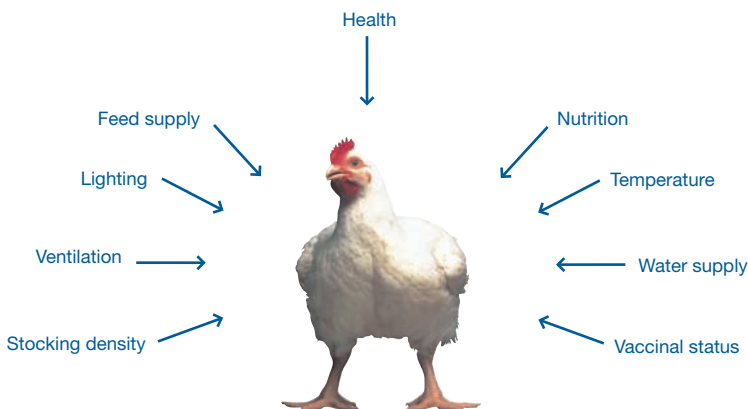 Health
Feed supply
Nutrition
Lighting
Temperature
Ventilation
Water supply
Stocking density
Vaccinal status